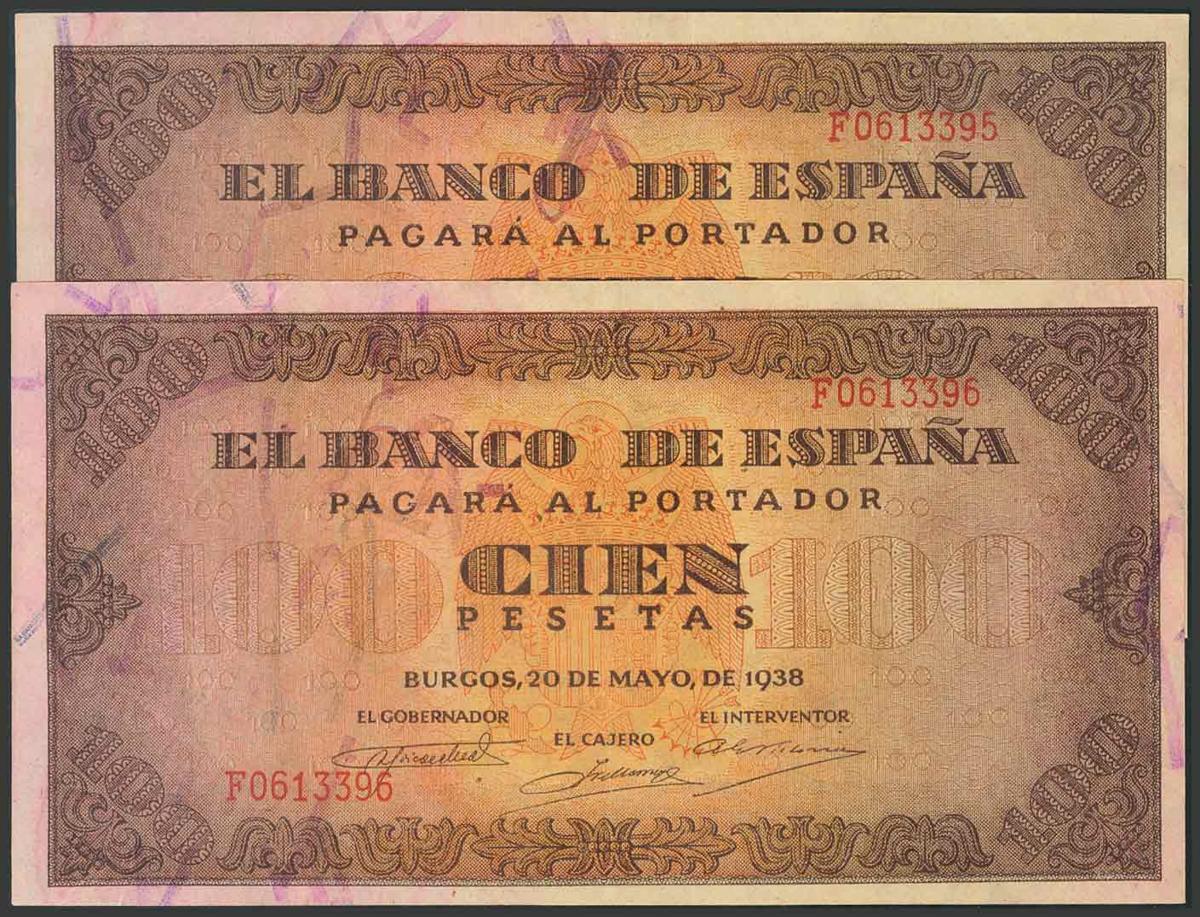 F0613395
EL BANCO DE ESPAÑA
PAGARÁ AL PORTADOR
F0613396
EL BANCO DE ESPAÑA
PAGARÁ AL PORTADOR
100 CIEN 100
PESETAS
BURGOS, 20 DE MAYO, DE 1938
EL GOBERNADOR EL INTERVENTOR
EL CAJERO
F0613396